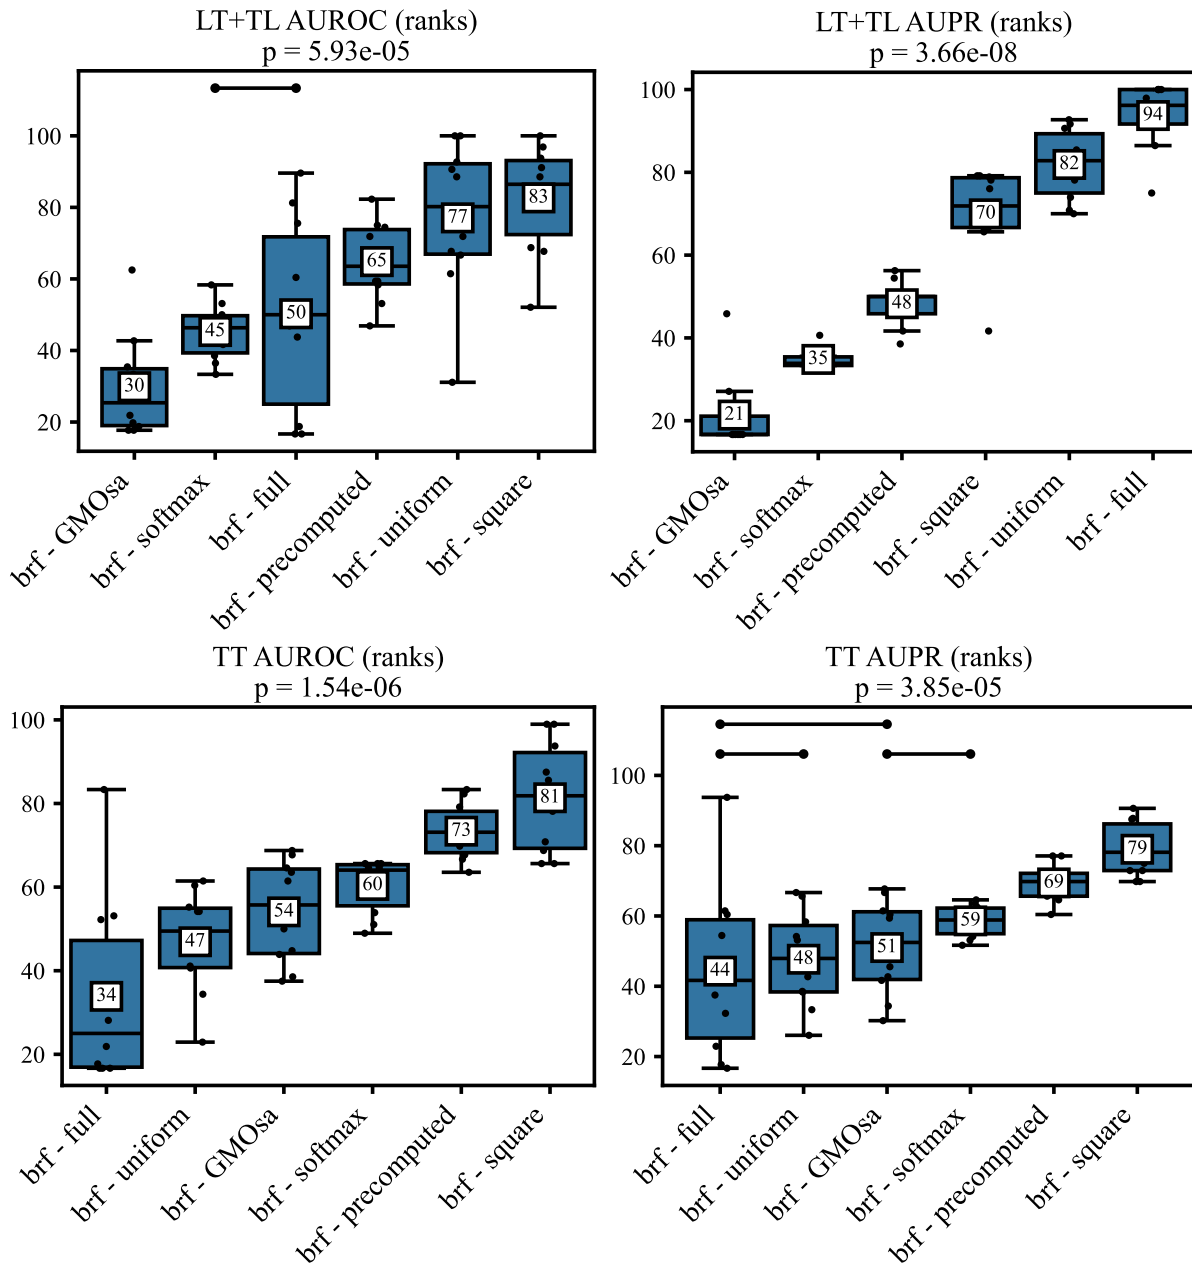 LT+TL AUROC (ranks)
p = 5.93e-05
100
80
60
40
20
30
45
50
65
77
83
brf - GMOsa
brf - softmax
brf - full
brf - precomputed
brf - uniform
brf - square
LT+TL AUPR (ranks)
p = 3.66e-08
100
80
60
40
20
21
35
48
70
82
94
brf - GMOsa
brf - softmax
brf - precomputed
brf - square
brf - uniform
brf - full
TT AUROC (ranks)
p = 1.54e-06
100
80
60
40
20
34
47
54
60
73
81
brf - full
brf - uniform
brf - GMOsa
brf - softmax
brf - precomputed
brf - square
TT AUPR (ranks)
p = 3.85e-05
100
80
60
40
20
44
48
51
59
69
79
brf - full
brf - uniform
brf - GMOsa
brf - softmax
brf - precomputed
brf - square